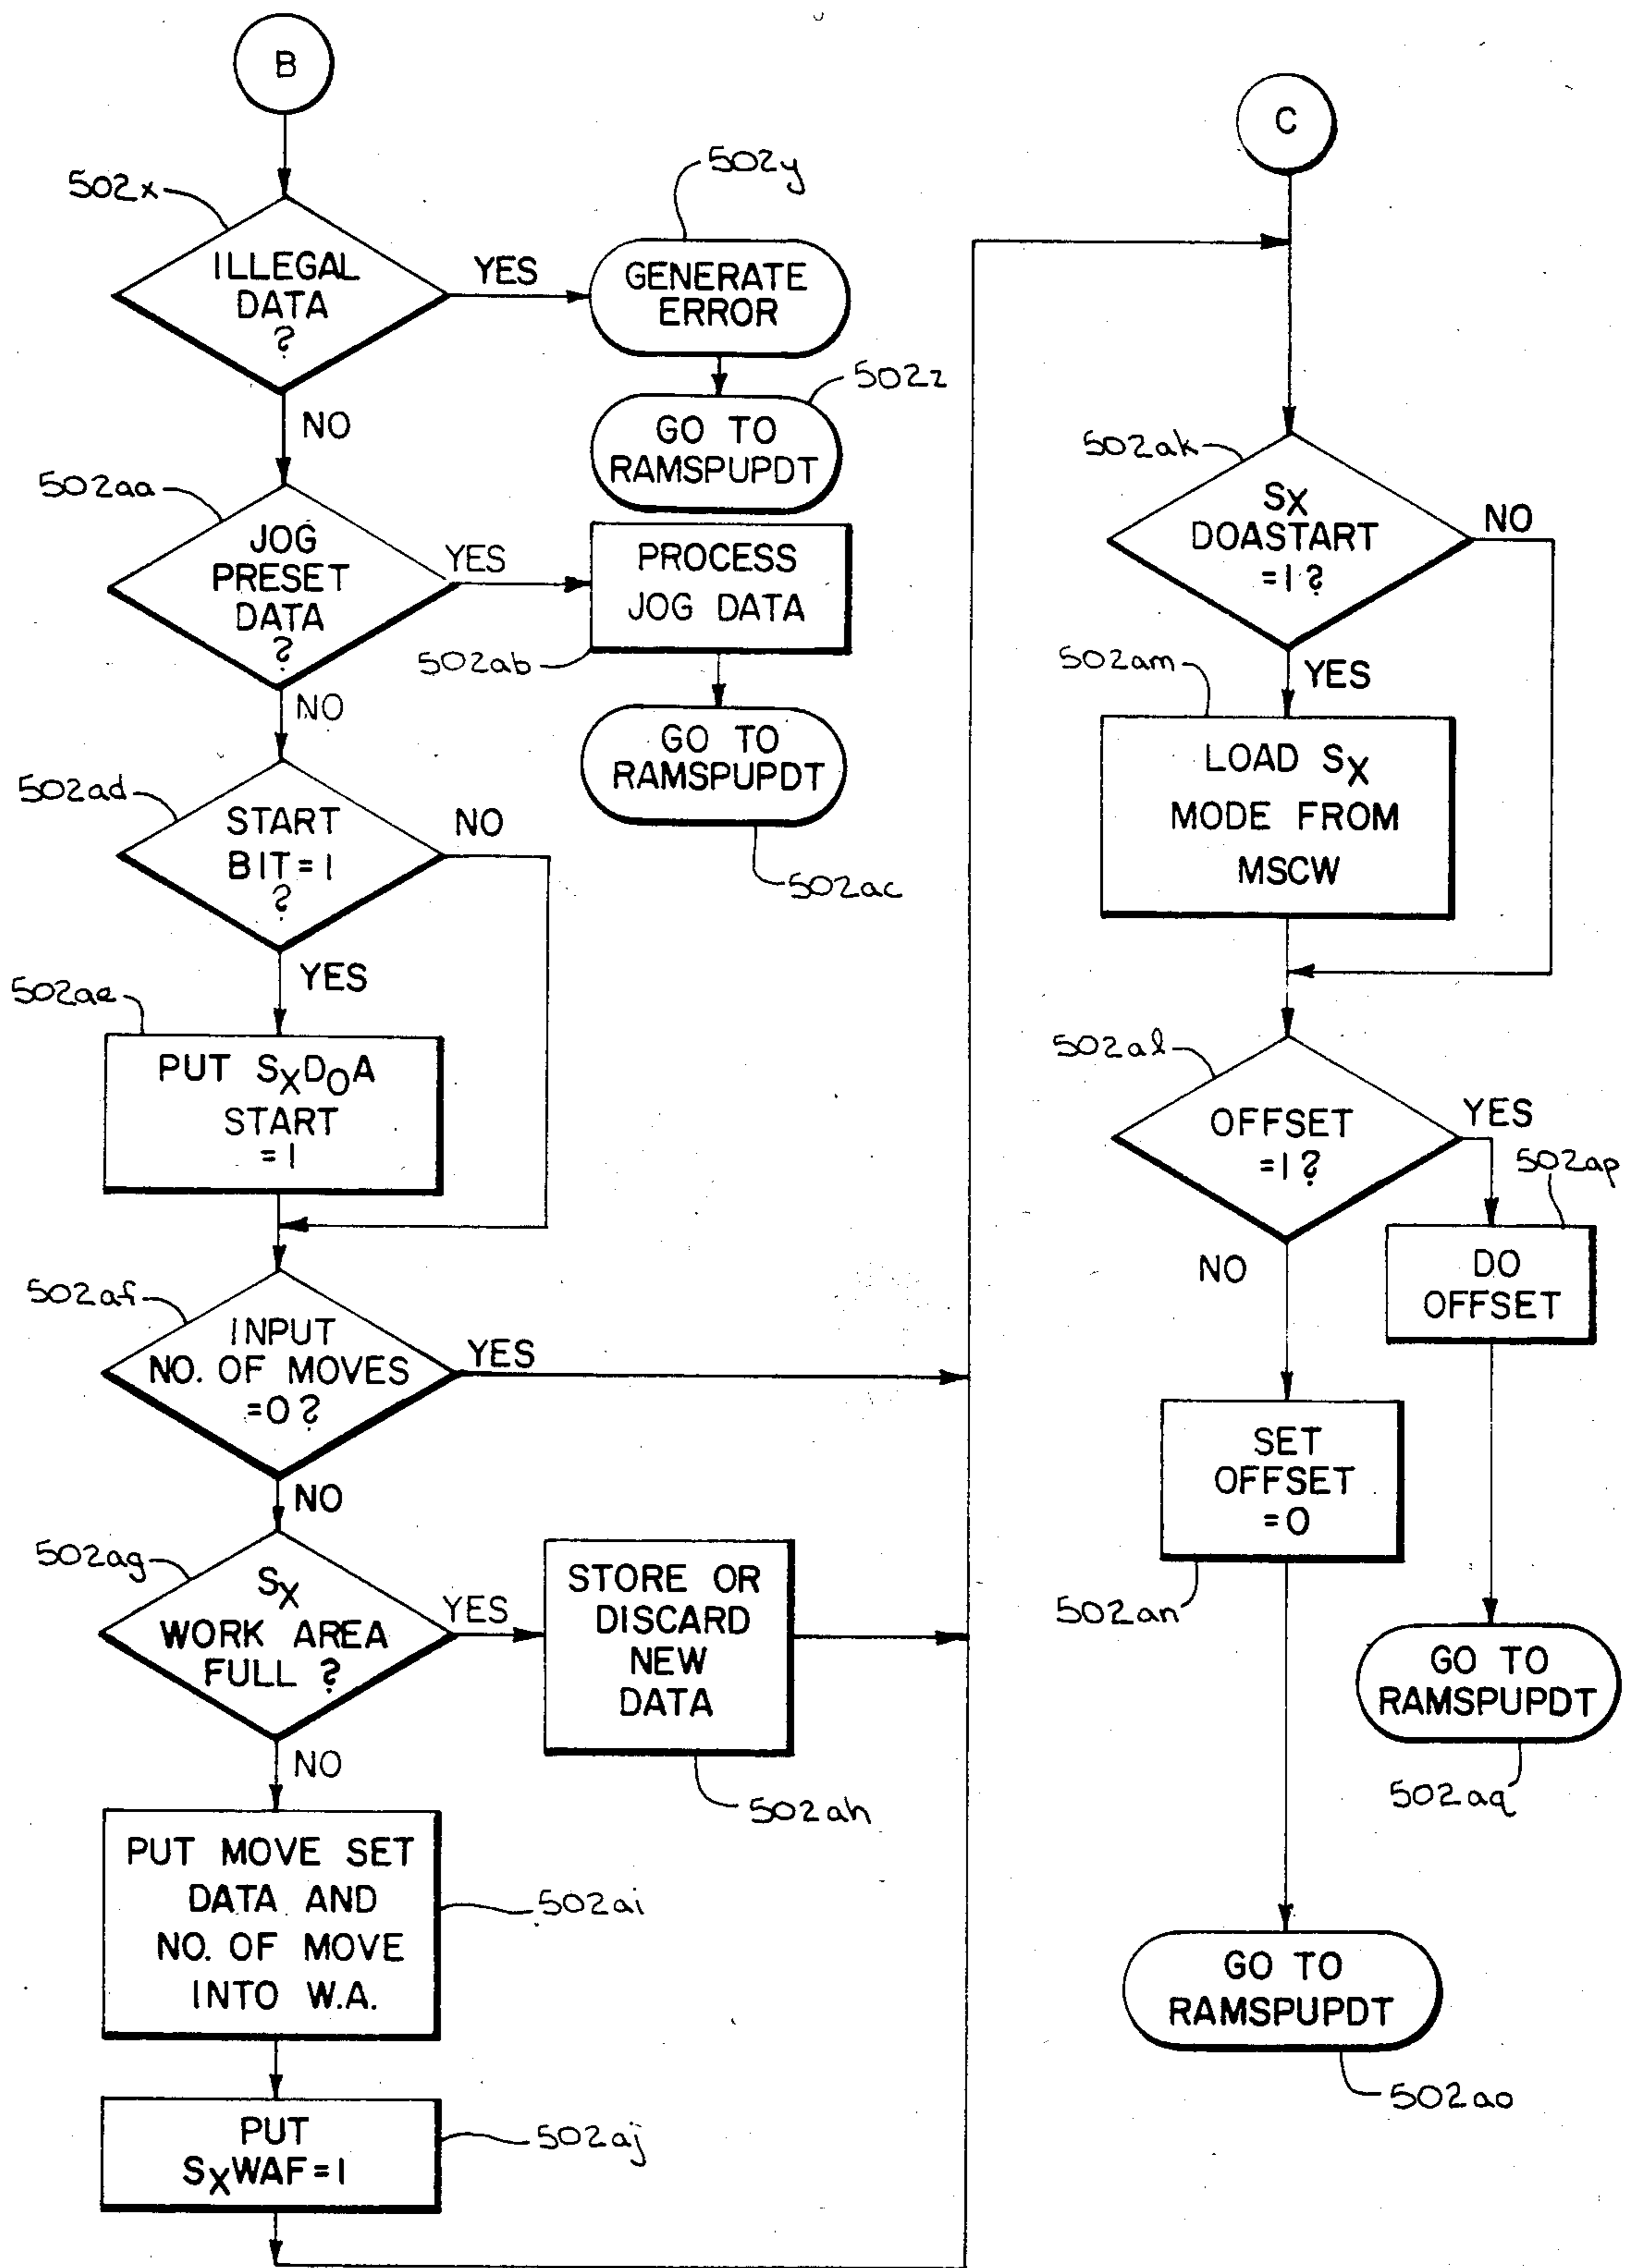 B
502x
ILLEGAL
DATA
?
YES
502y
GENERATE
ERROR
502z
GO TO
RAMSPUPDT
NO
502aa
JOG
PRESET
DATA
?
YES
PROCESS
JOG DATA
502ab
GO TO
RAMSPUPDT
502ac
NO
502ad
START
BIT=1
?
NO
YES
502ae
PUT SXDOA
START
=1
502af
INPUT
NO. OF MOVES
=0?
YES
NO
502ag
SX
WORK AREA
FULL ?
YES
STORE OR
DISCARD
NEW
DATA
502ah
NO
PUT MOVE SET
DATA AND
NO. OF MOVE
INTO W.A.
502ai
PUT
SXWAF=1
502aj
C
502ak
SX
DOASTART
=1?
NO
YES
502am
LOAD SX
MODE FROM
MSCW
502al
OFFSET
=1?
YES
502ap
DO
OFFSET
NO
SET
OFFSET
=0
502an
GO TO
RAMSPUPDT
502aq
GO TO
RAMSPUPDT
502ao